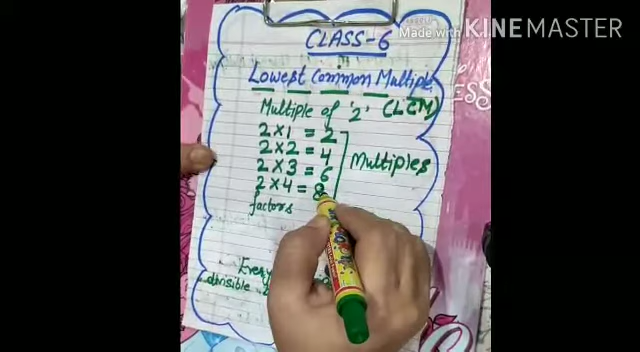 Made with KINEMASTER
CLASS-6
Lowest Common Multiple
Multiple of '2' (LCM)
2×1 = 2
2×2 = 4
2×3 = 6
2×4 = 8
Multiples
factors
Every
divisible